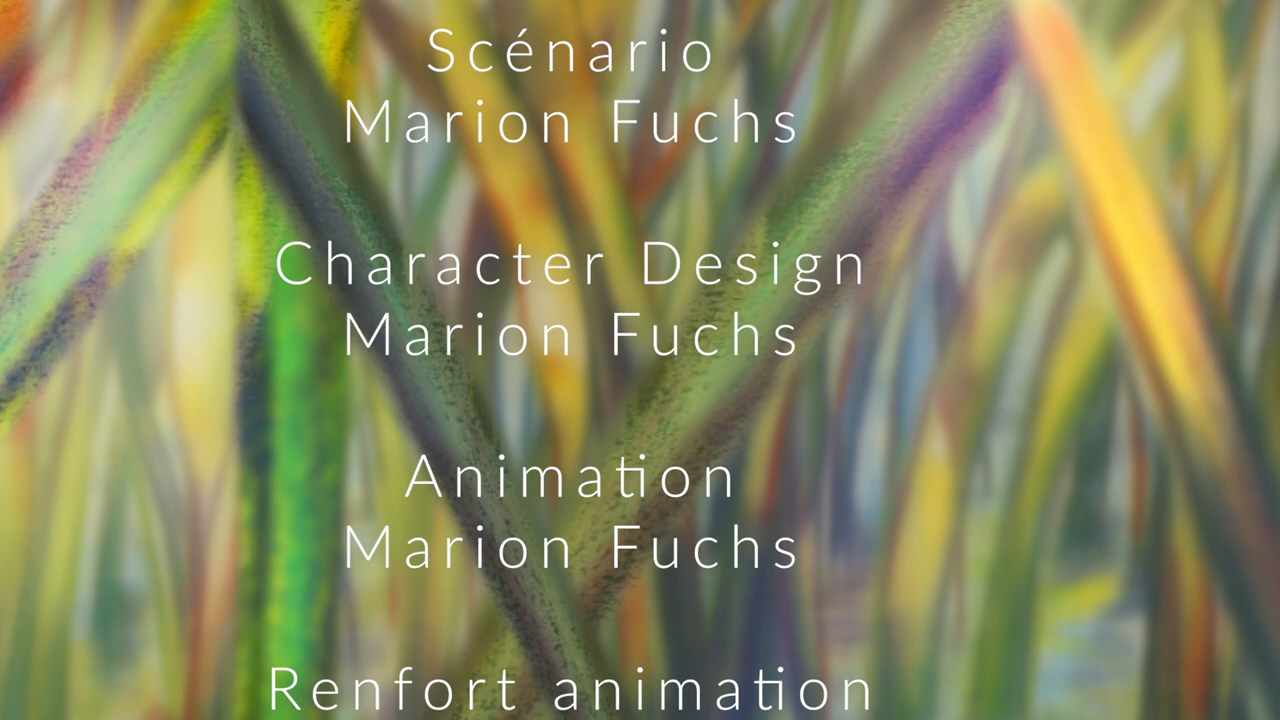 Scénario
Marion Fuchs
Character Design
Marion Fuchs
Animation
Marion Fuchs
Renfort animation